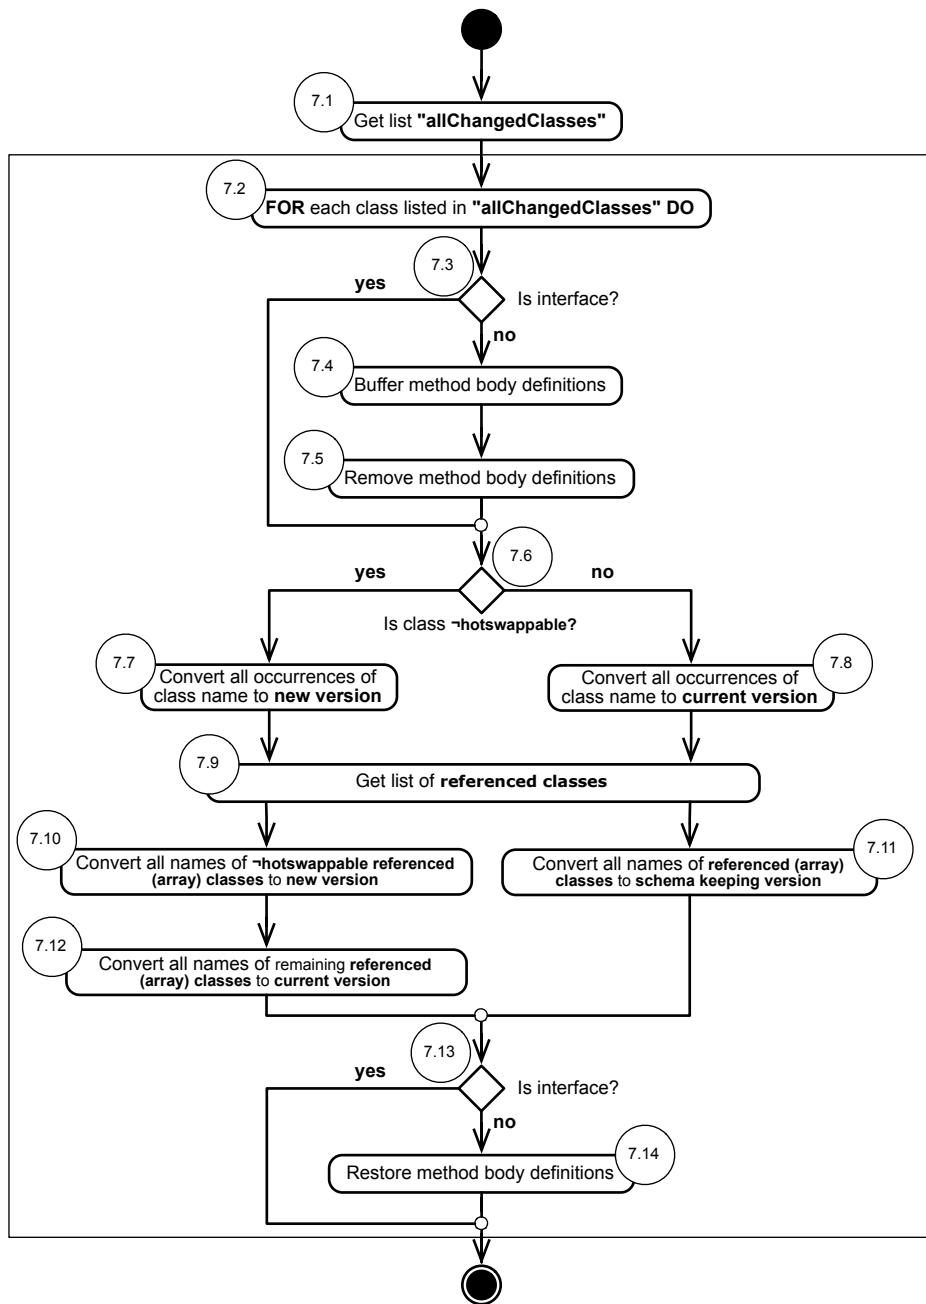 7.1
Get list "allChangedClasses"
7.2
FOR each class listed in "allChangedClasses" DO
7.3
yes
Is interface?
no
7.4
Buffer method body definitions
7.5
Remove method body definitions
7.6
yes
no
Is class ¬hotswappable?
7.7
Convert all occurrences of
class name to new version
7.8
Convert all occurrences of
class name to current version
7.9
Get list of referenced classes
7.10
Convert all names of ¬hotswappable referenced
(array) classes to new version
7.11
Convert all names of referenced (array)
classes to schema keeping version
7.12
Convert all names of remaining referenced
(array) classes to current version
7.13
yes
Is interface?
no
7.14
Restore method body definitions